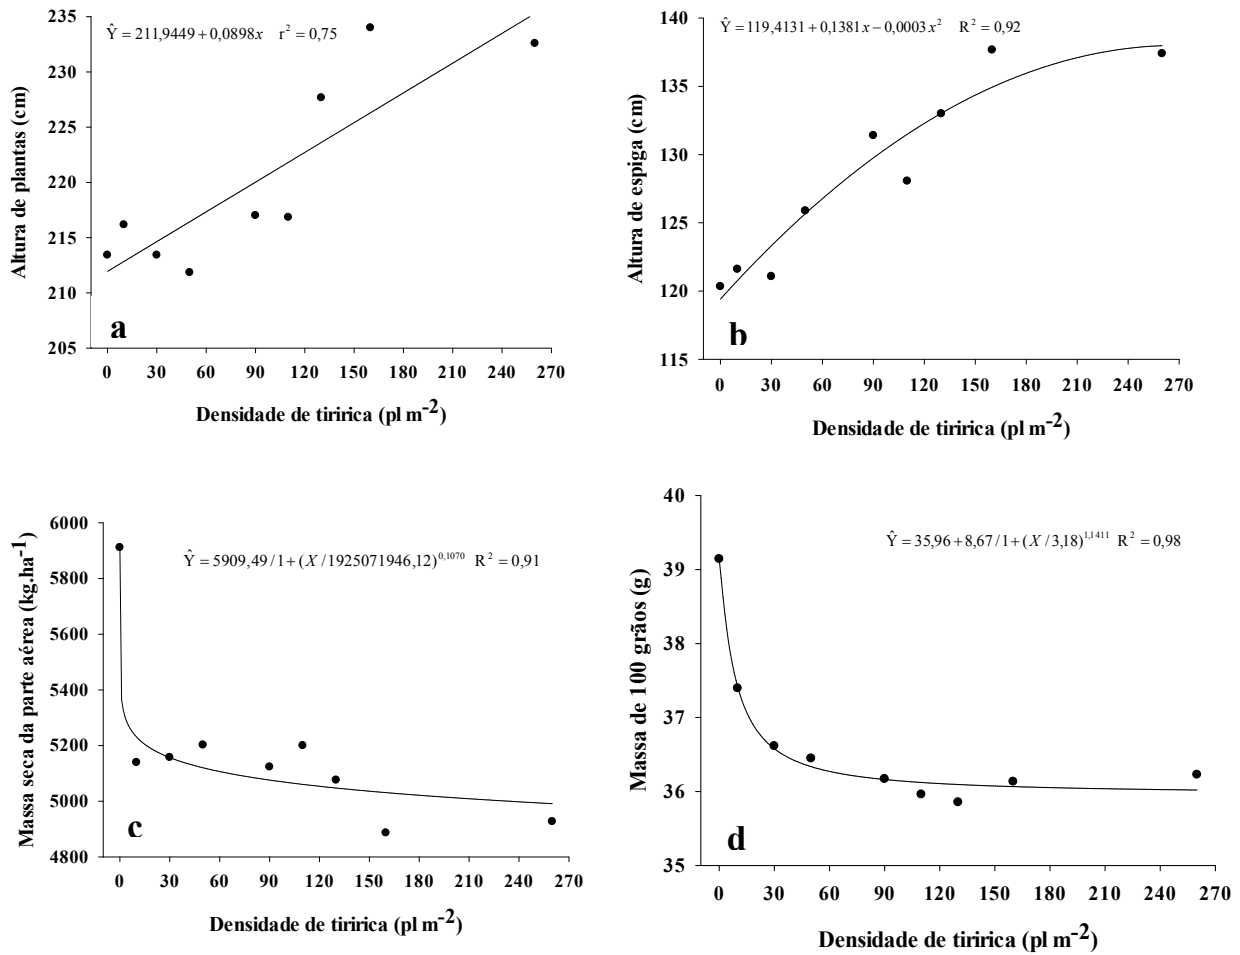 Ŷ = 211,9449 + 0,0898x r² = 0,75
Altura de plantas (cm)
235
230
225
220
215
210
205
a
0 30 60 90 120 150 180 210 240 270
Densidade de tiririca (pl m⁻²)
Ŷ = 119,4131 + 0,1381x − 0,0003x² R² = 0,92
Altura de espiga (cm)
140
135
130
125
120
115
b
0 30 60 90 120 150 180 210 240 270
Densidade de tiririca (pl m⁻²)
Ŷ = 5909,49 / 1 + (X / 1925071946,12)^0,1070 R² = 0,91
Massa seca da parte aérea (kg.ha⁻¹)
6000
5800
5600
5400
5200
5000
4800
c
0 30 60 90 120 150 180 210 240 270
Densidade de tiririca (pl m⁻²)
Ŷ = 35,96 + 8,67 / 1 + (X / 3,18)^1,1411 R² = 0,98
Massa de 100 grãos (g)
40
39
38
37
36
35
d
0 30 60 90 120 150 180 210 240 270
Densidade de tiririca (pl m⁻²)